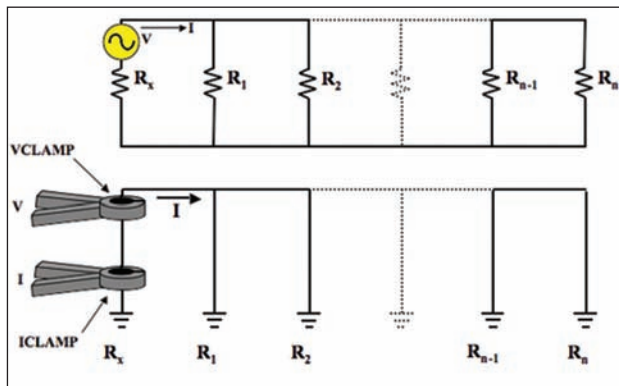 V I
Rx R1 R2 Rn-1 Rn
VCLAMP
V
I
I
ICLAMP
Rx R1 R2 Rn-1 Rn